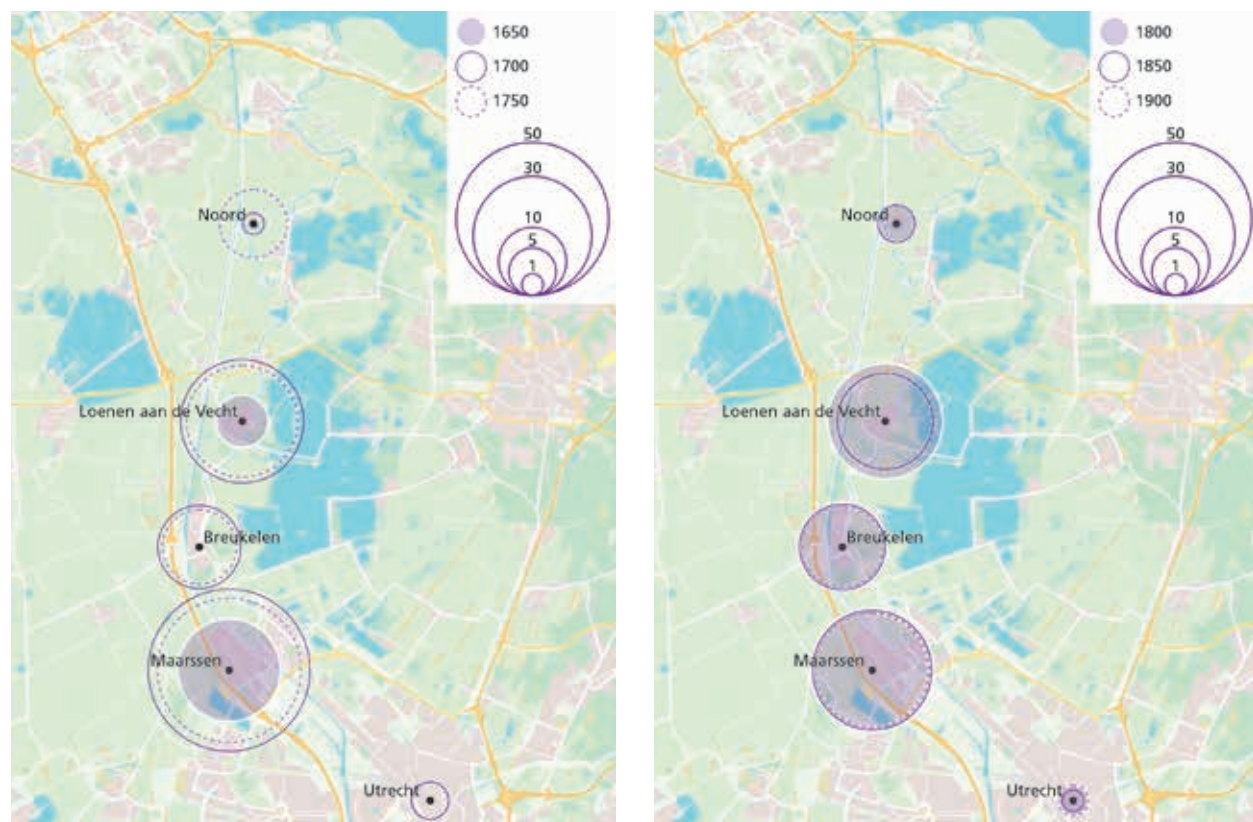 1650
1700
1750
50
30
10
5
1
Noord
Loenen aan de Vecht
Breukelen
Maarssen
Utrecht
1800
1850
1900
50
30
10
5
1
Noord
Loenen aan de Vecht
Breukelen
Maarssen
Utrecht